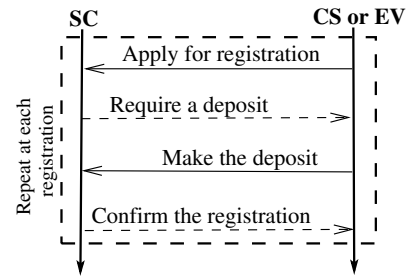 SC CS or EV
Apply for registration
Require a deposit
Make the deposit
Confirm the registration
Repeat at each
registration